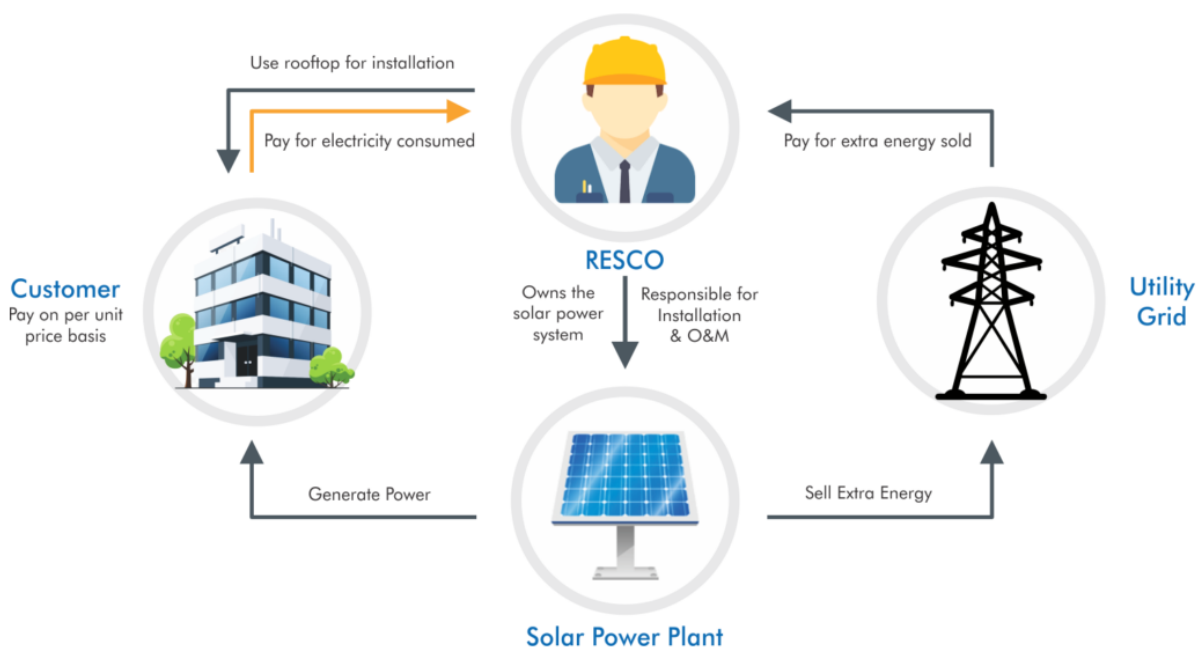 Use rooftop for installation
Pay for electricity consumed
Pay for extra energy sold
RESCO
Customer
Pay on per unit
price basis
Owns the
solar power
system
Responsible for
Installation
& O&M
Utility
Grid
Generate Power
Sell Extra Energy
Solar Power Plant